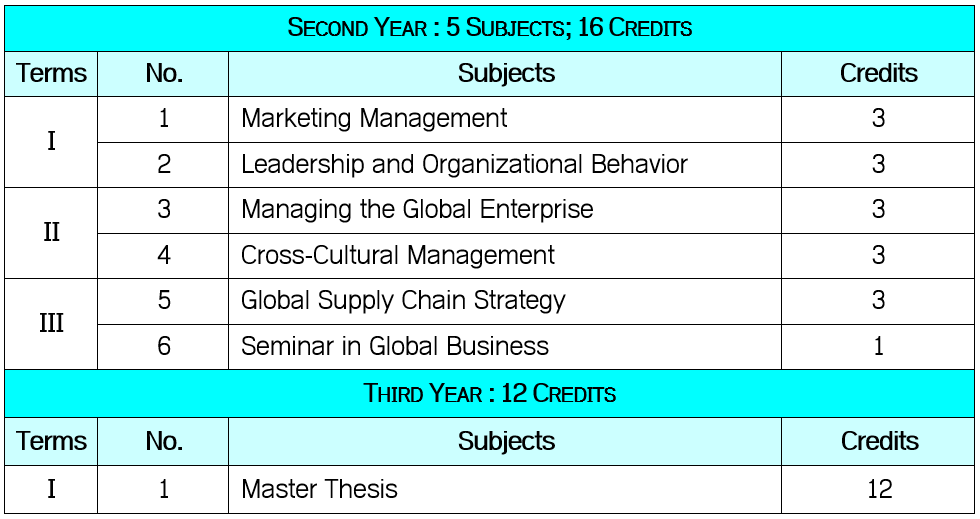 SECOND YEAR : 5 SUBJECTS; 16 CREDITS
Terms No. Subjects Credits
I
1 Marketing Management 3
2 Leadership and Organizational Behavior 3
II
3 Managing the Global Enterprise 3
4 Cross-Cultural Management 3
III
5 Global Supply Chain Strategy 3
6 Seminar in Global Business 1
THIRD YEAR : 12 CREDITS
Terms No. Subjects Credits
I 1 Master Thesis 12